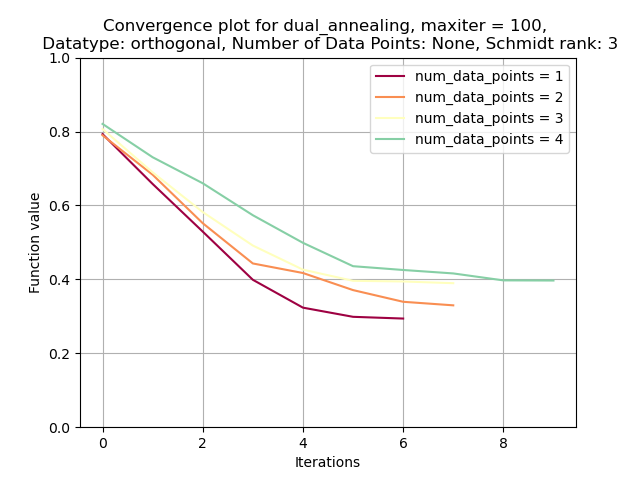 Convergence plot for dual_annealing, maxiter = 100,
Datatype: orthogonal, Number of Data Points: None, Schmidt rank: 3
1.0
0.8
0.6
0.4
0.2
0.0
Function value
num_data_points = 1
num_data_points = 2
num_data_points = 3
num_data_points = 4
0 2 4 6 8
Iterations